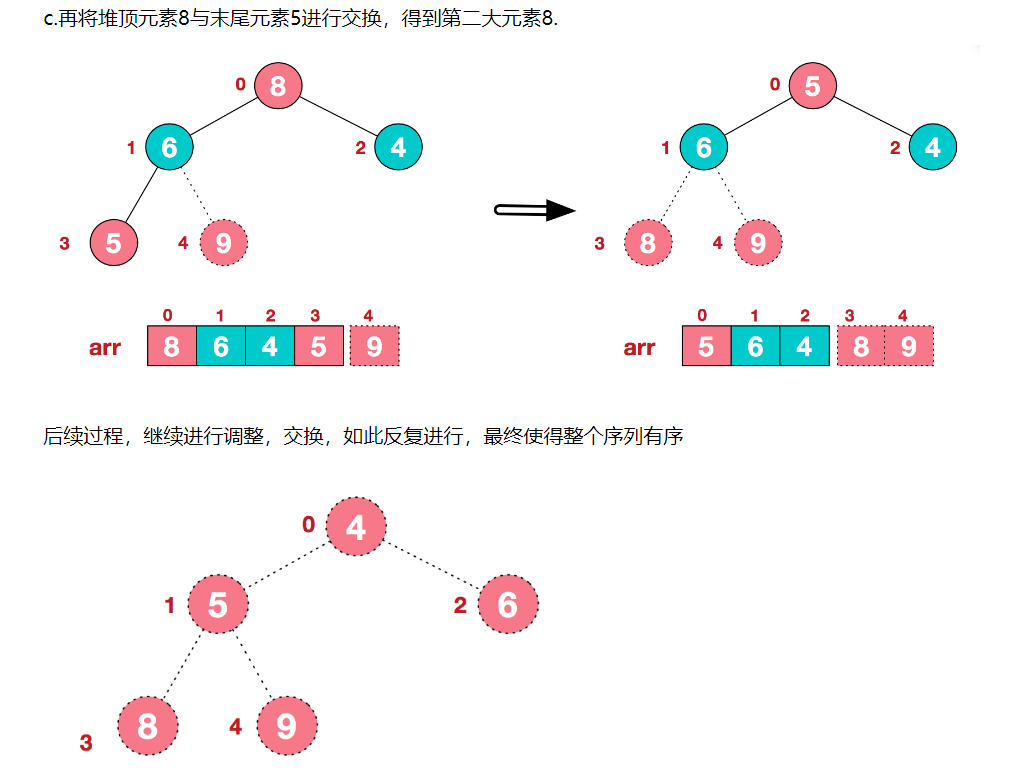 c.再将堆顶元素8与末尾元素5进行交换，得到第二大元素8.
0 8 0 5
1 6 2 4 1 6 2 4
3 5 4 9 3 8 4 9
0 1 2 3 4 0 1 2 3 4
arr 8 6 4 5 9 arr 5 6 4 8 9
后续过程，继续进行调整，交换，如此反复进行，最终使得整个序列有序
0 4
1 5 2 6
3 8 4 9